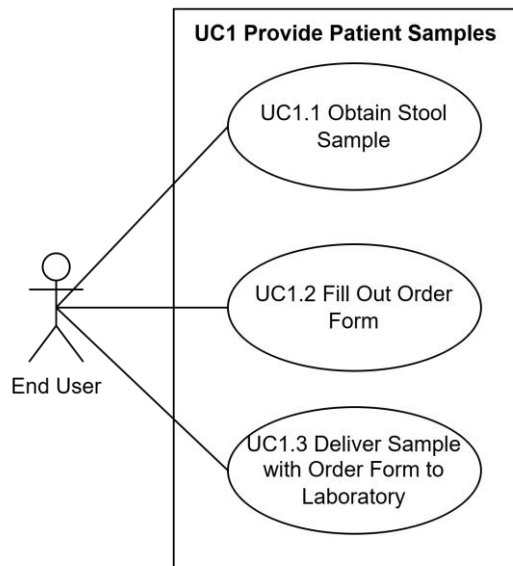 UC1 Provide Patient Samples
UC1.1 Obtain Stool
Sample
UC1.2 Fill Out Order
Form
End User
UC1.3 Deliver Sample
with Order Form to
Laboratory